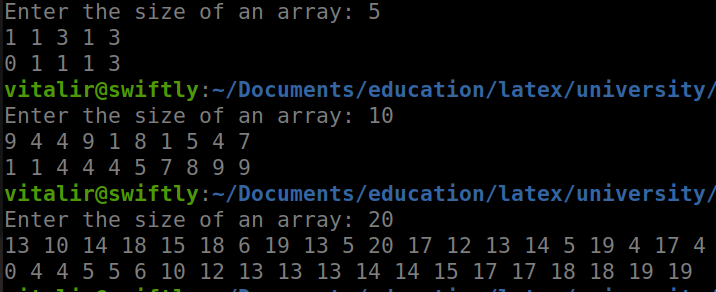 Enter the size of an array: 5
1 1 3 1 3
0 1 1 1 3
vitalir@swiftly:~/Documents/education/latex/university/
Enter the size of an array: 10
9 4 4 9 1 8 1 5 4 7
1 1 4 4 4 5 7 8 9 9
vitalir@swiftly:~/Documents/education/latex/university/
Enter the size of an array: 20
13 10 14 18 15 18 6 19 13 5 20 17 12 13 14 5 19 4 17 4
0 4 4 5 5 6 10 12 13 13 13 14 14 15 17 17 18 18 19 19